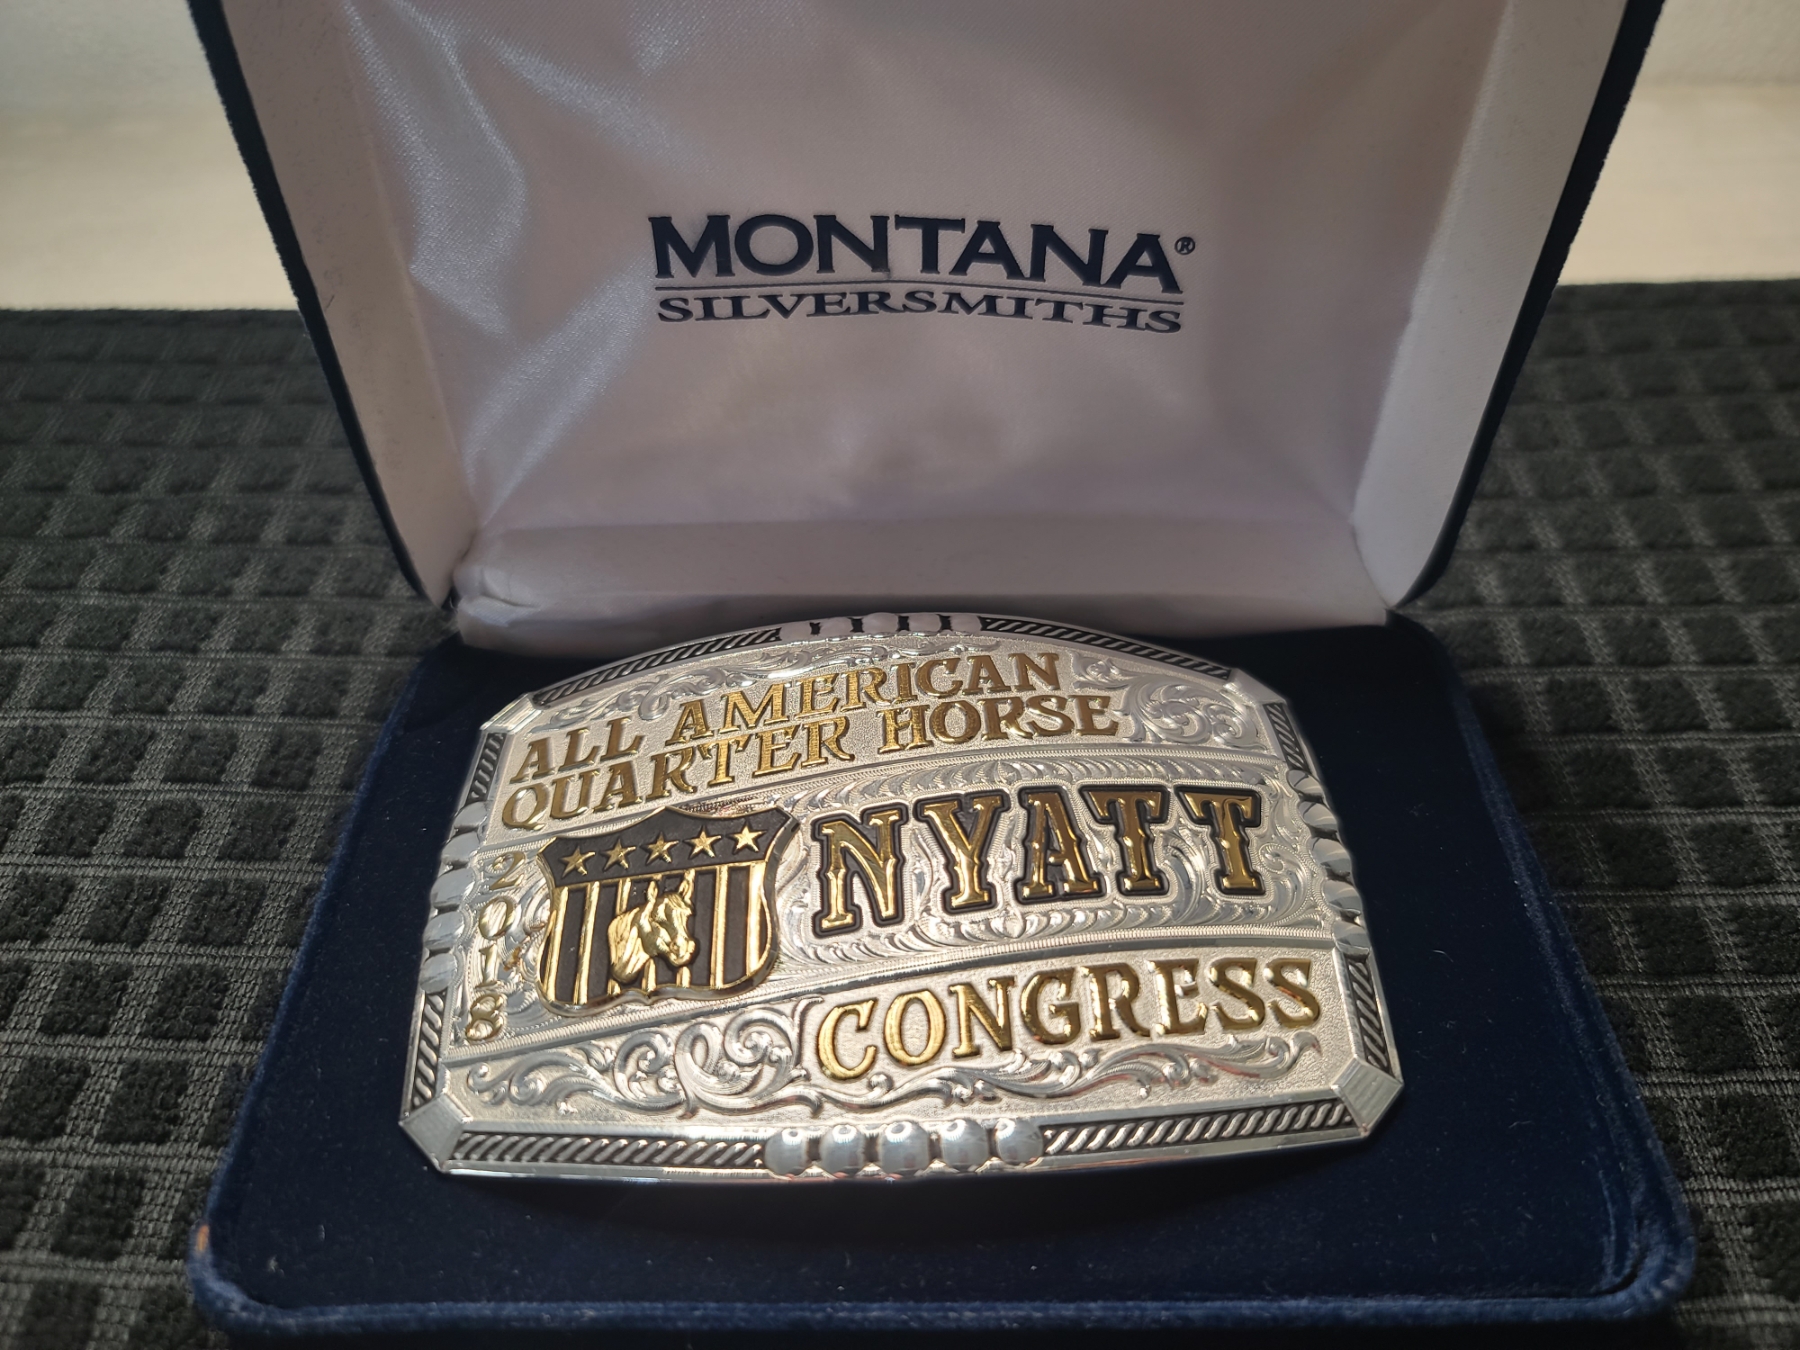 MONTANA®
SILVERSMITHS
ALL AMERICAN
QUARTER HORSE
2018
NYATT
CONGRESS